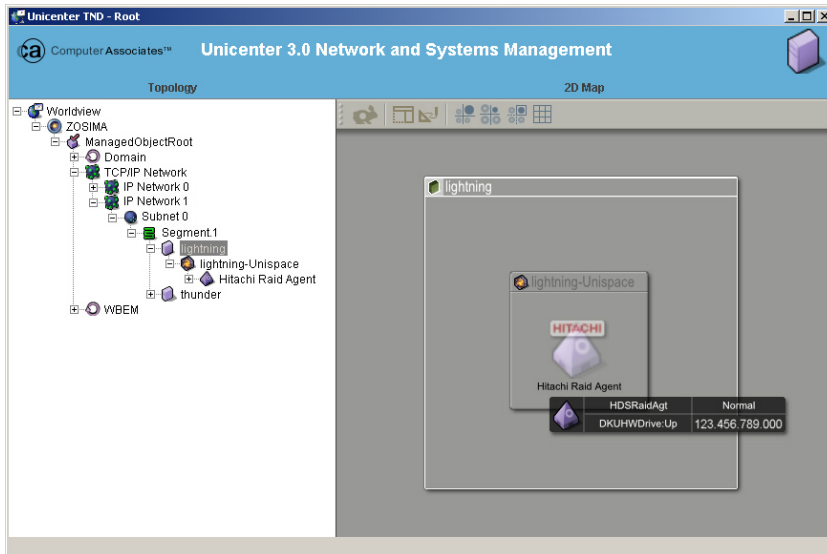 Unicenter TND - Root
ca Computer Associates™
Unicenter 3.0 Network and Systems Management
Topology
2D Map
Worldview
ZOSIMA
ManagedObjectRoot
Domain
TCP/IP Network
IP Network 0
IP Network 1
Subnet 0
Segment.1
lightning
lightning-Unispace
Hitachi Raid Agent
thunder
WBEM
lightning
lightning-Unispace
HITACHI
Hitachi Raid Agent
HDSRaidAgt Normal
DKUHWDrive:Up 123.456.789.000